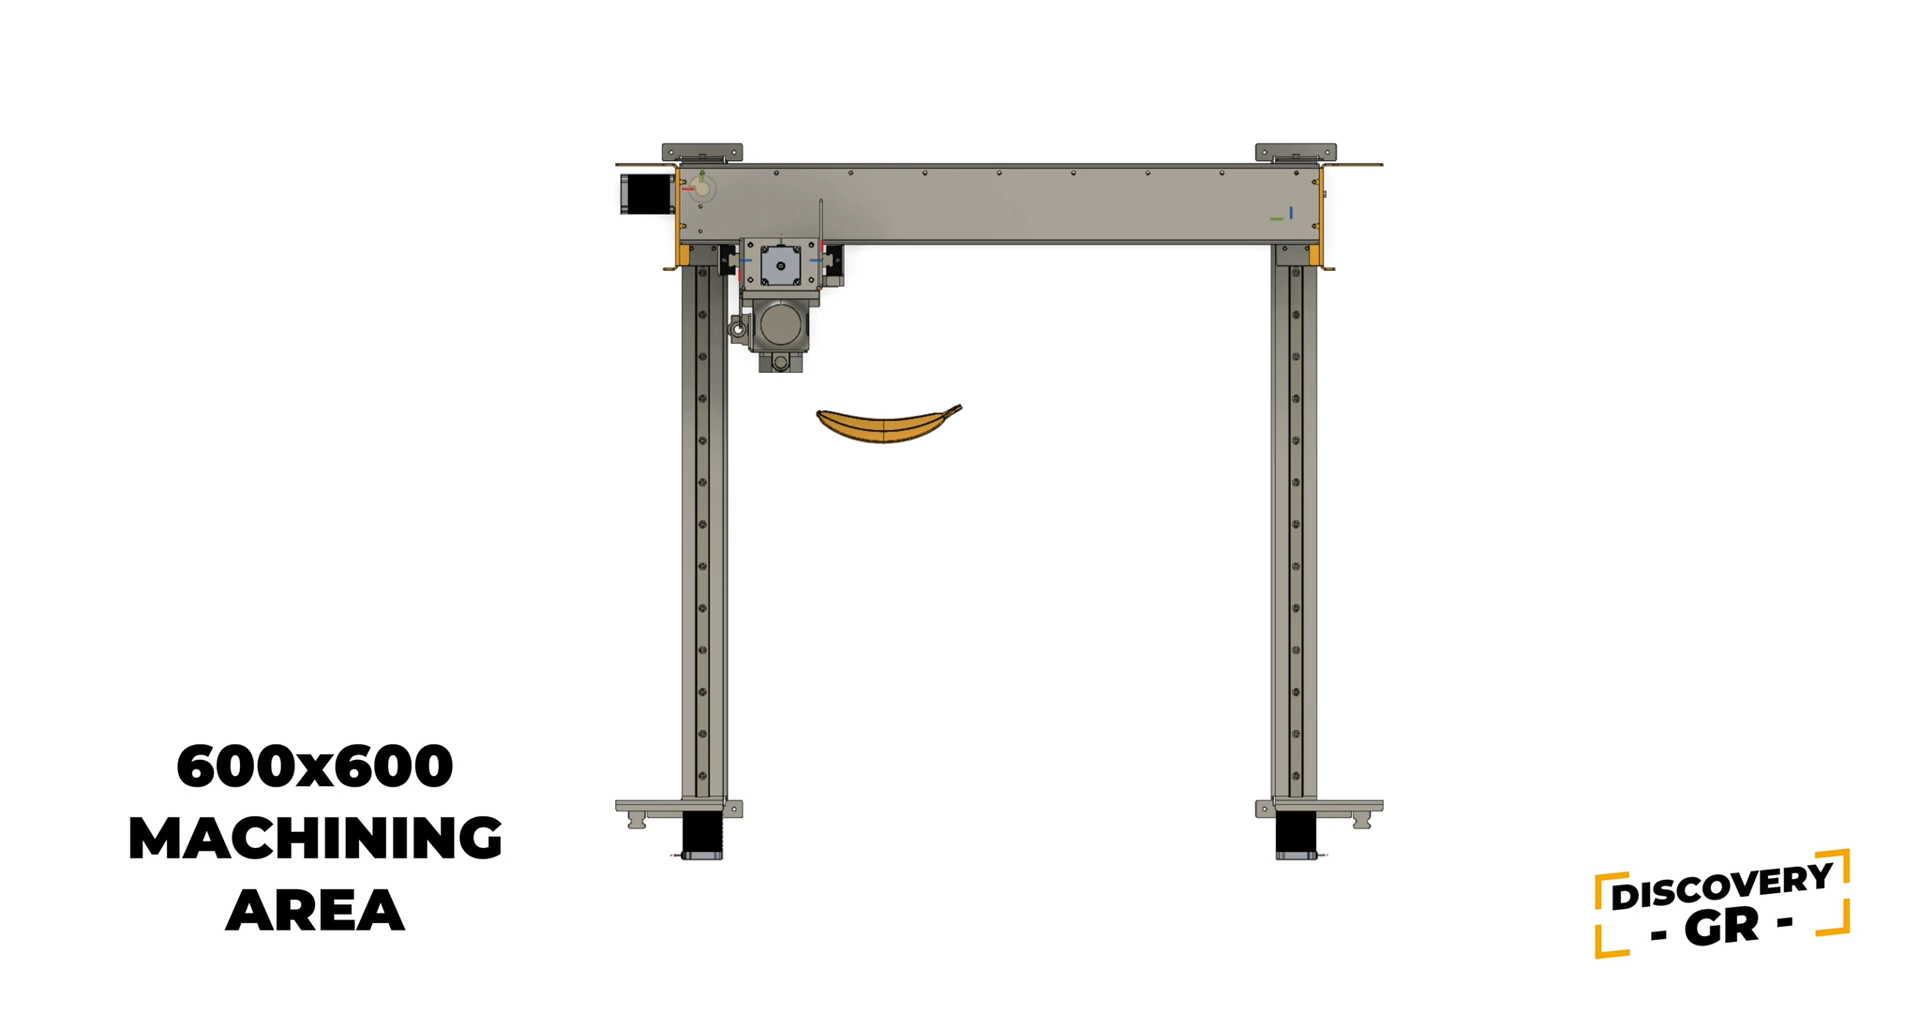 600x600
MACHINING
AREA
DISCOVERY
- GR -